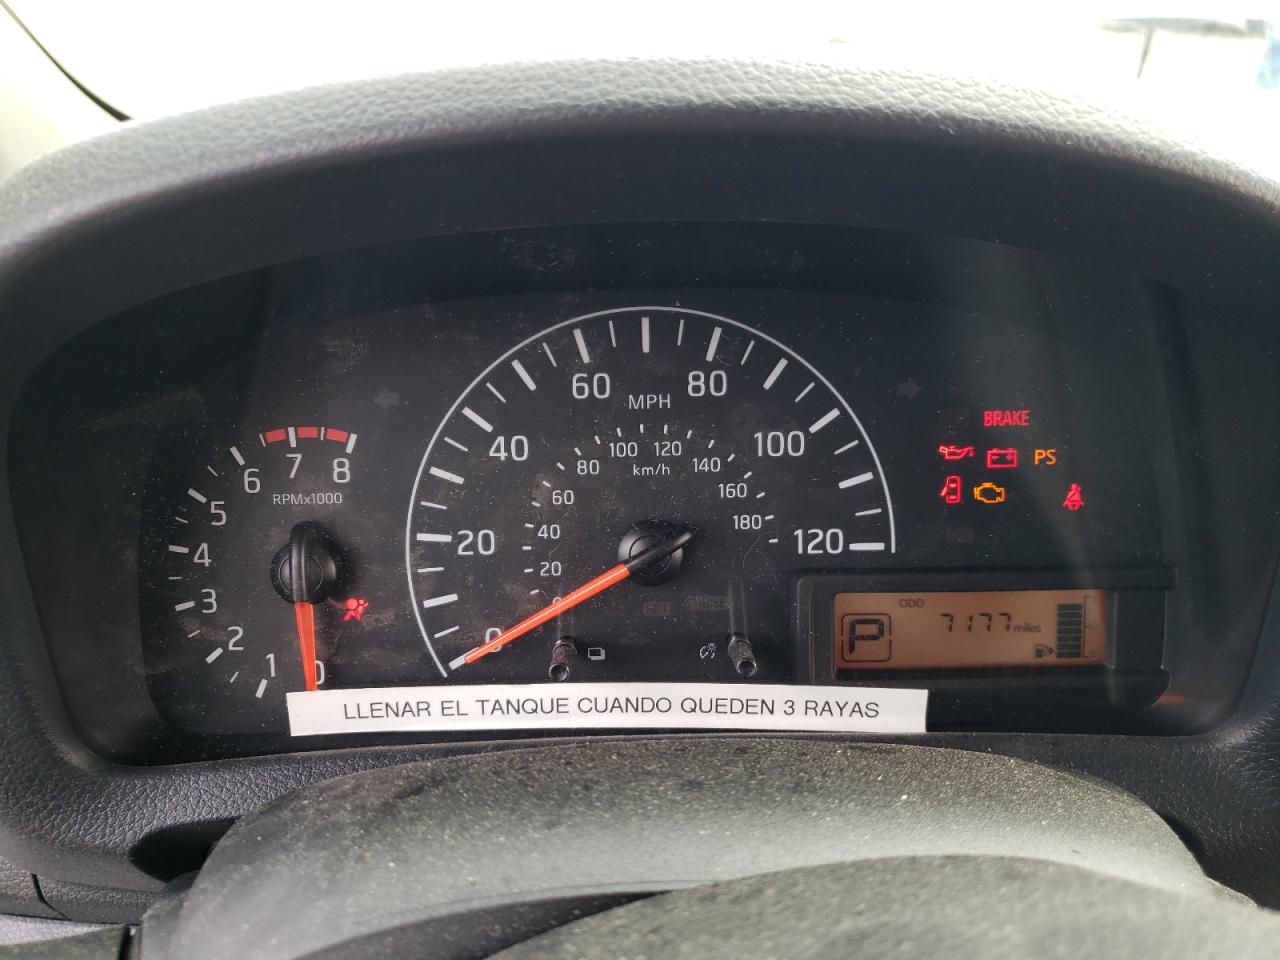 60
80
MPH
40
100
100
120
80
140
km/h
60
160
40
180
20
20
120
0
6
7
8
RPMx1000
5
4
3
2
1
0
BRAKE
PS
SET
CRUISE
P
ODO
7177 miles
LLENAR EL TANQUE CUANDO QUEDEN 3 RAYAS